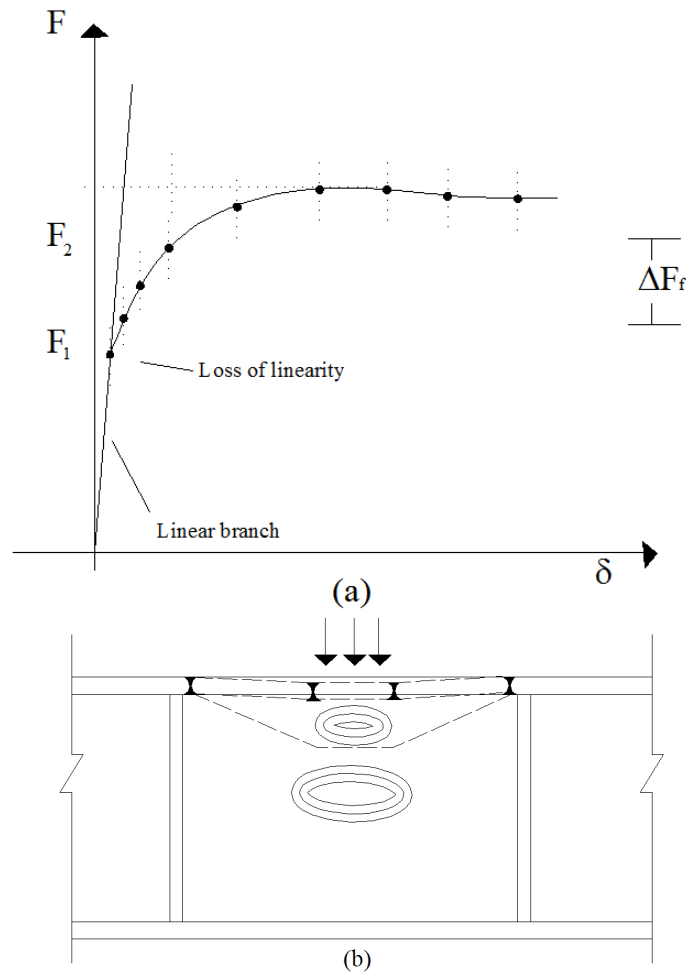 F
F₂
ΔFf
F₁
Loss of linearity
Linear branch
δ
(a)
(b)